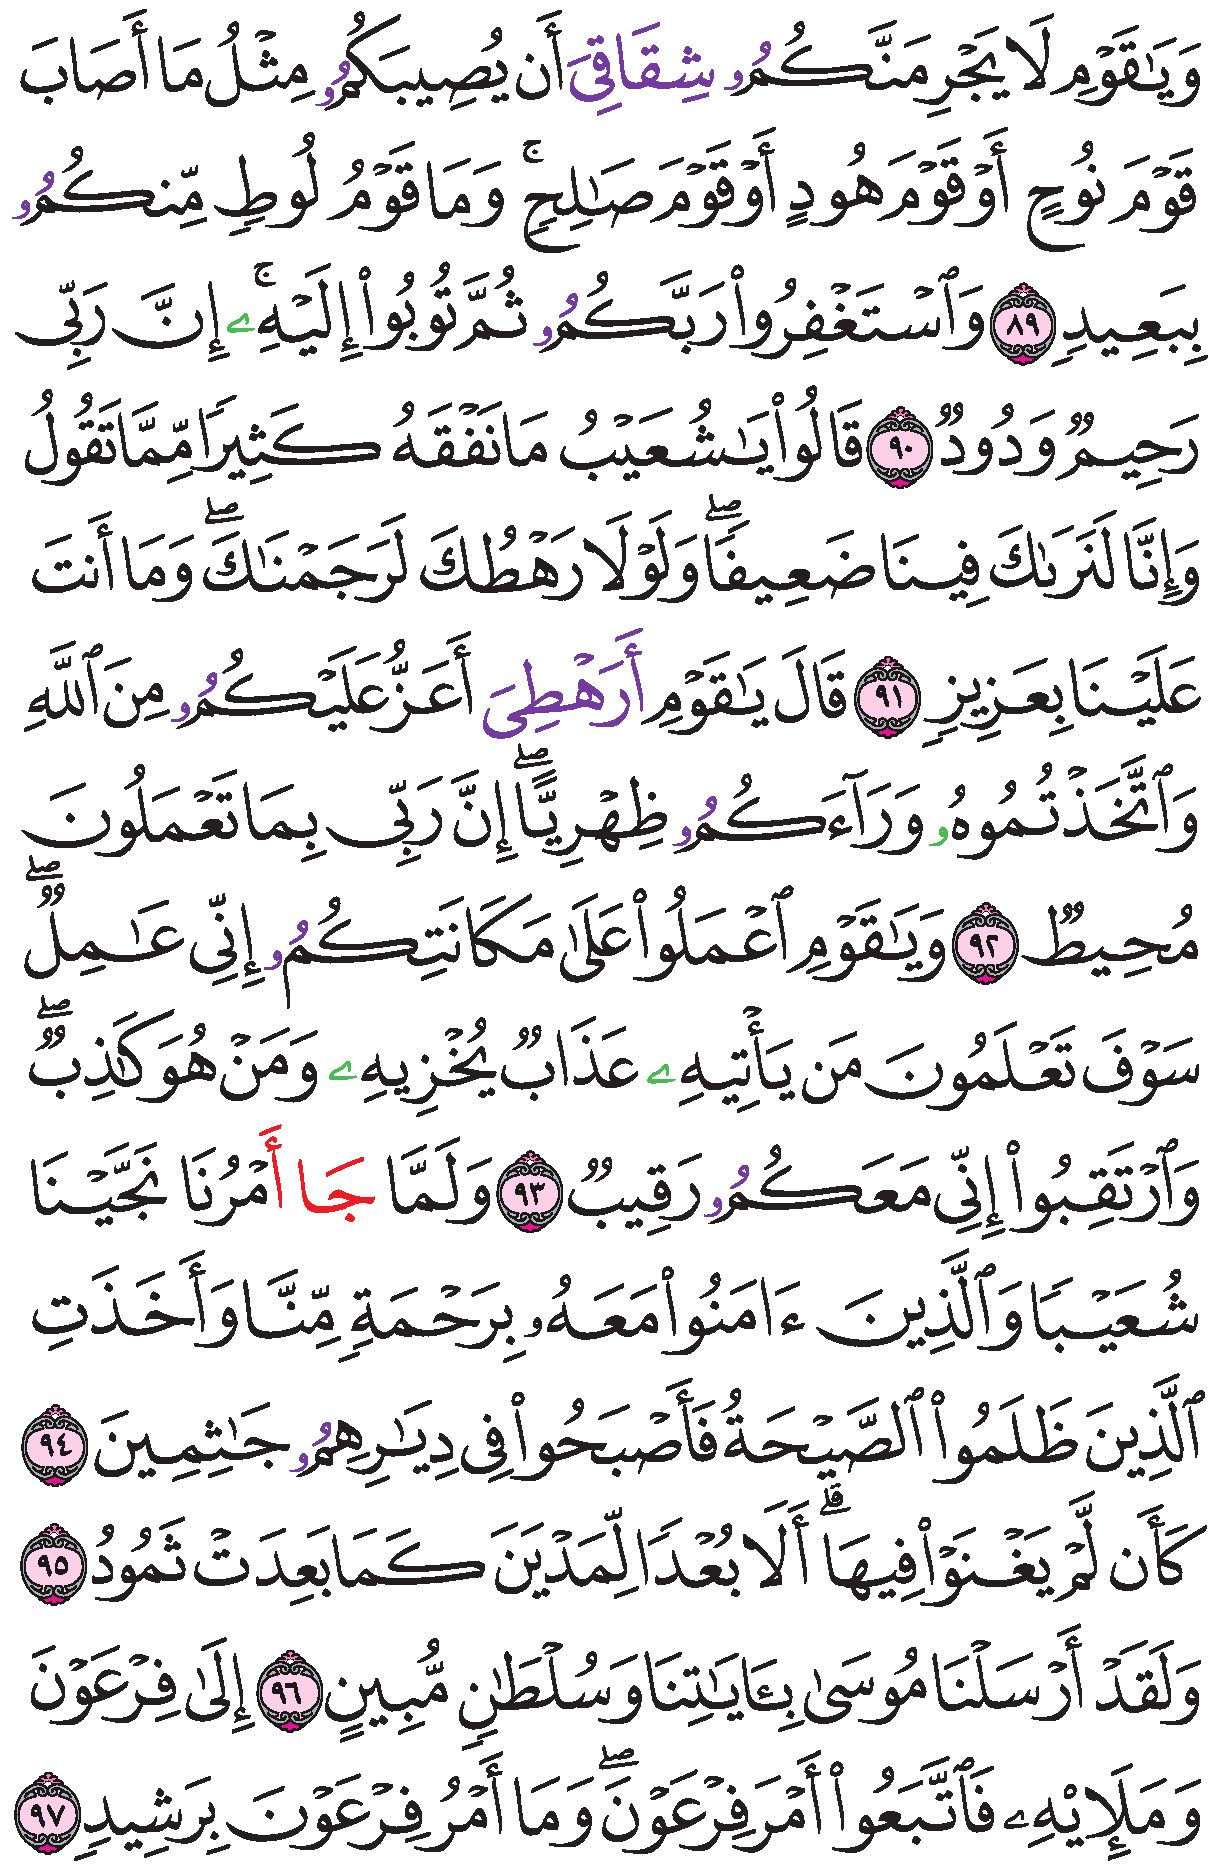 وَيَٰقَوْمِ لَا يَجْرِمَنَّكُمُۥ شِقَاقِىَ أَن يُصِيبَكُمُۥ مِثْلُ مَا أَصَابَ
قَوْمَ نُوحٍ أَوْ قَوْمَ هُودٍ أَوْ قَوْمَ صَٰلِحٍ ۚ وَمَا قَوْمُ لُوطٍ مِّنكُمُۥ
بِبَعِيدٍ ٨٩ وَٱسْتَغْفِرُوا۟ رَبَّكُمُۥ ثُمَّ تُوبُوا۟ إِلَيْهِۦ ۚ إِنَّ رَبِّى
رَحِيمٌ وَدُودٌ ٩٠ قَالُوا۟ يَٰشُعَيْبُ مَا نَفْقَهُ كَثِيرًا مِّمَّا تَقُولُ
وَإِنَّا لَنَرَىٰكَ فِينَا ضَعِيفًا ۖ وَلَوْلَا رَهْطُكَ لَرَجَمْنَٰكَ ۖ وَمَا أَنتَ
عَلَيْنَا بِعَزِيزٍ ٩١ قَالَ يَٰقَوْمِ أَرَهْطِىَ أَعَزُّ عَلَيْكُمُۥ مِنَ ٱللَّهِ
وَٱتَّخَذْتُمُوهُۥ وَرَآءَكُمُۥ ظِهْرِيًّا ۖ إِنَّ رَبِّى بِمَا تَعْمَلُونَ
مُحِيطٌ ٩٢ وَيَٰقَوْمِ ٱعْمَلُوا۟ عَلَىٰ مَكَانَتِكُمُۥ إِنِّى عَٰمِلٌ ۖ
سَوْفَ تَعْلَمُونَ مَن يَأْتِيهِۦ عَذَابٌ يُخْزِيهِۦ وَمَنْ هُوَ كَٰذِبٌ ۖ
وَٱرْتَقِبُوا۟ إِنِّى مَعَكُمُۥ رَقِيبٌ ٩٣ وَلَمَّا جَا أَمْرُنَا نَجَّيْنَا
شُعَيْبًا وَٱلَّذِينَ ءَامَنُوا۟ مَعَهُۥ بِرَحْمَةٍ مِّنَّا وَأَخَذَتِ
ٱلَّذِينَ ظَلَمُوا۟ ٱلصَّيْحَةُ فَأَصْبَحُوا۟ فِى دِيَٰرِهِمُۥ جَٰثِمِينَ ٩٤
كَأَن لَّمْ يَغْنَوْا۟ فِيهَا ۗ أَلَا بُعْدًا لِّمَدْيَنَ كَمَا بَعِدَتْ ثَمُودُ ٩٥
وَلَقَدْ أَرْسَلْنَا مُوسَىٰ بِـَٔايَٰتِنَا وَسُلْطَٰنٍ مُّبِينٍ ٩٦ إِلَىٰ فِرْعَوْنَ
وَمَلَإِيْهِۦ فَٱتَّبَعُوا۟ أَمْرَ فِرْعَوْنَ ۖ وَمَا أَمْرُ فِرْعَوْنَ بِرَشِيدٍ ٩٧